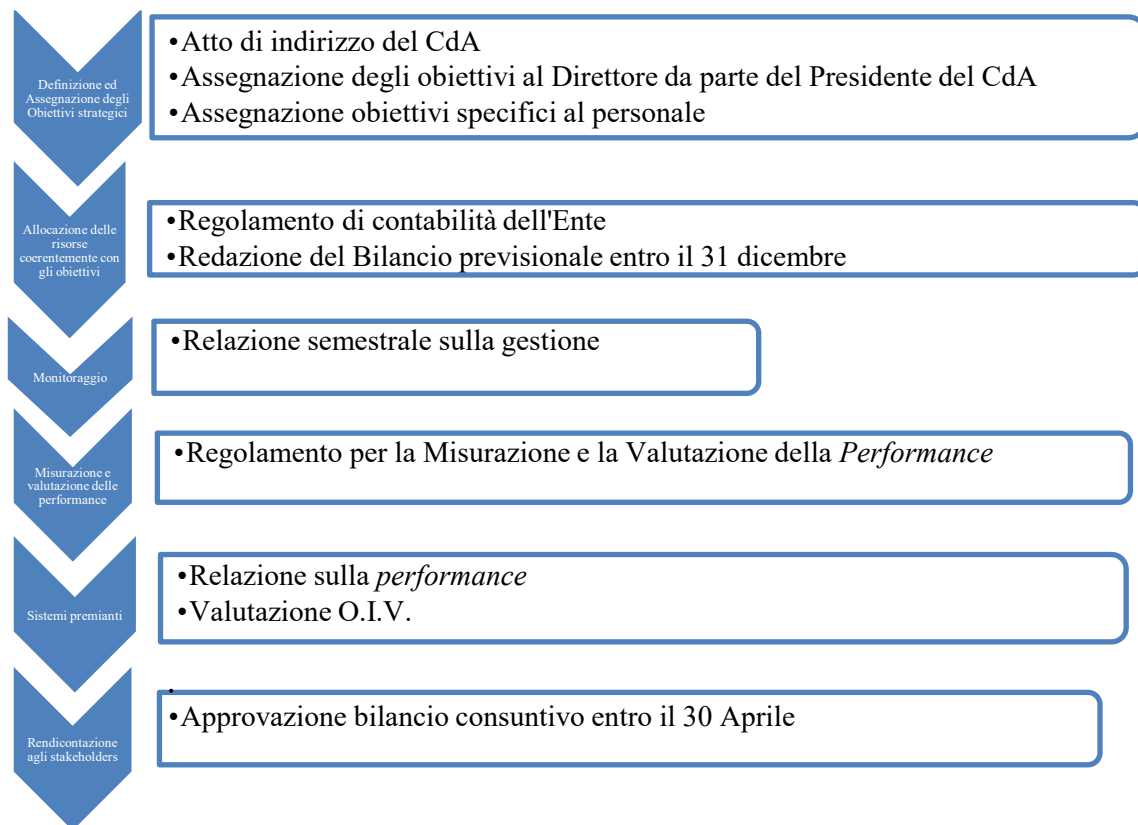 Definizione ed
Assegnazione degli
Obiettivi strategici
•Atto di indirizzo del CdA
•Assegnazione degli obiettivi al Direttore da parte del Presidente del CdA
•Assegnazione obiettivi specifici al personale
Allocazione delle
risorse
coerentemente con
gli obiettivi
•Regolamento di contabilità dell'Ente
•Redazione del Bilancio previsionale entro il 31 dicembre
Monitoraggio
•Relazione semestrale sulla gestione
Misurazione e
valutazione delle
performance
•Regolamento per la Misurazione e la Valutazione della Performance
Sistemi premianti
•Relazione sulla performance
•Valutazione O.I.V.
Rendicontazione
agli stakeholders
•
•Approvazione bilancio consuntivo entro il 30 Aprile